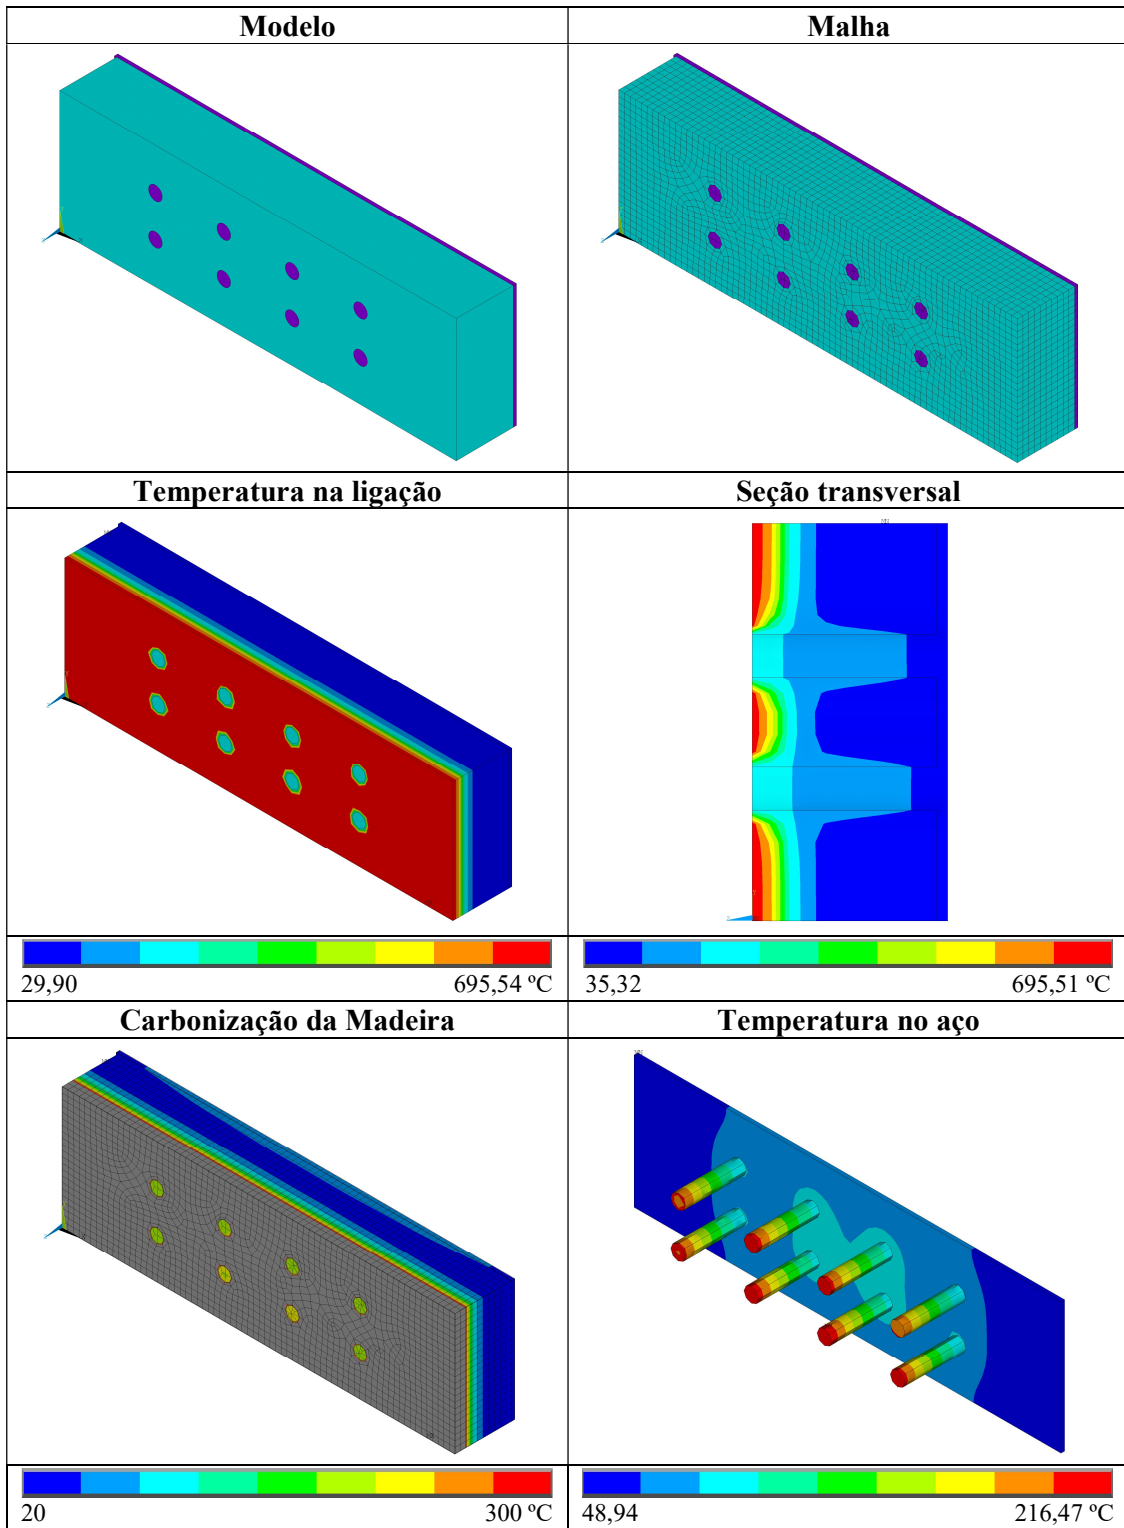 Modelo
Malha
Temperatura na ligação
Seção transversal
29,90
695,54 ºC
35,32
695,51 ºC
Carbonização da Madeira
Temperatura no aço
20
300 ºC
48,94
216,47 ºC